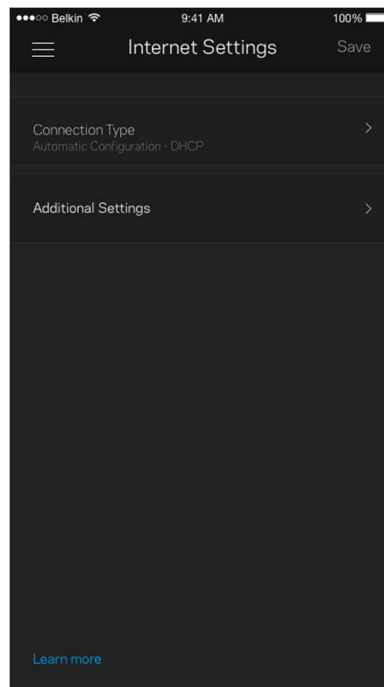 ●●●○○ Belkin 9:41 AM 100%
Internet Settings Save
Connection Type
Automatic Configuration - DHCP
Additional Settings
Learn more